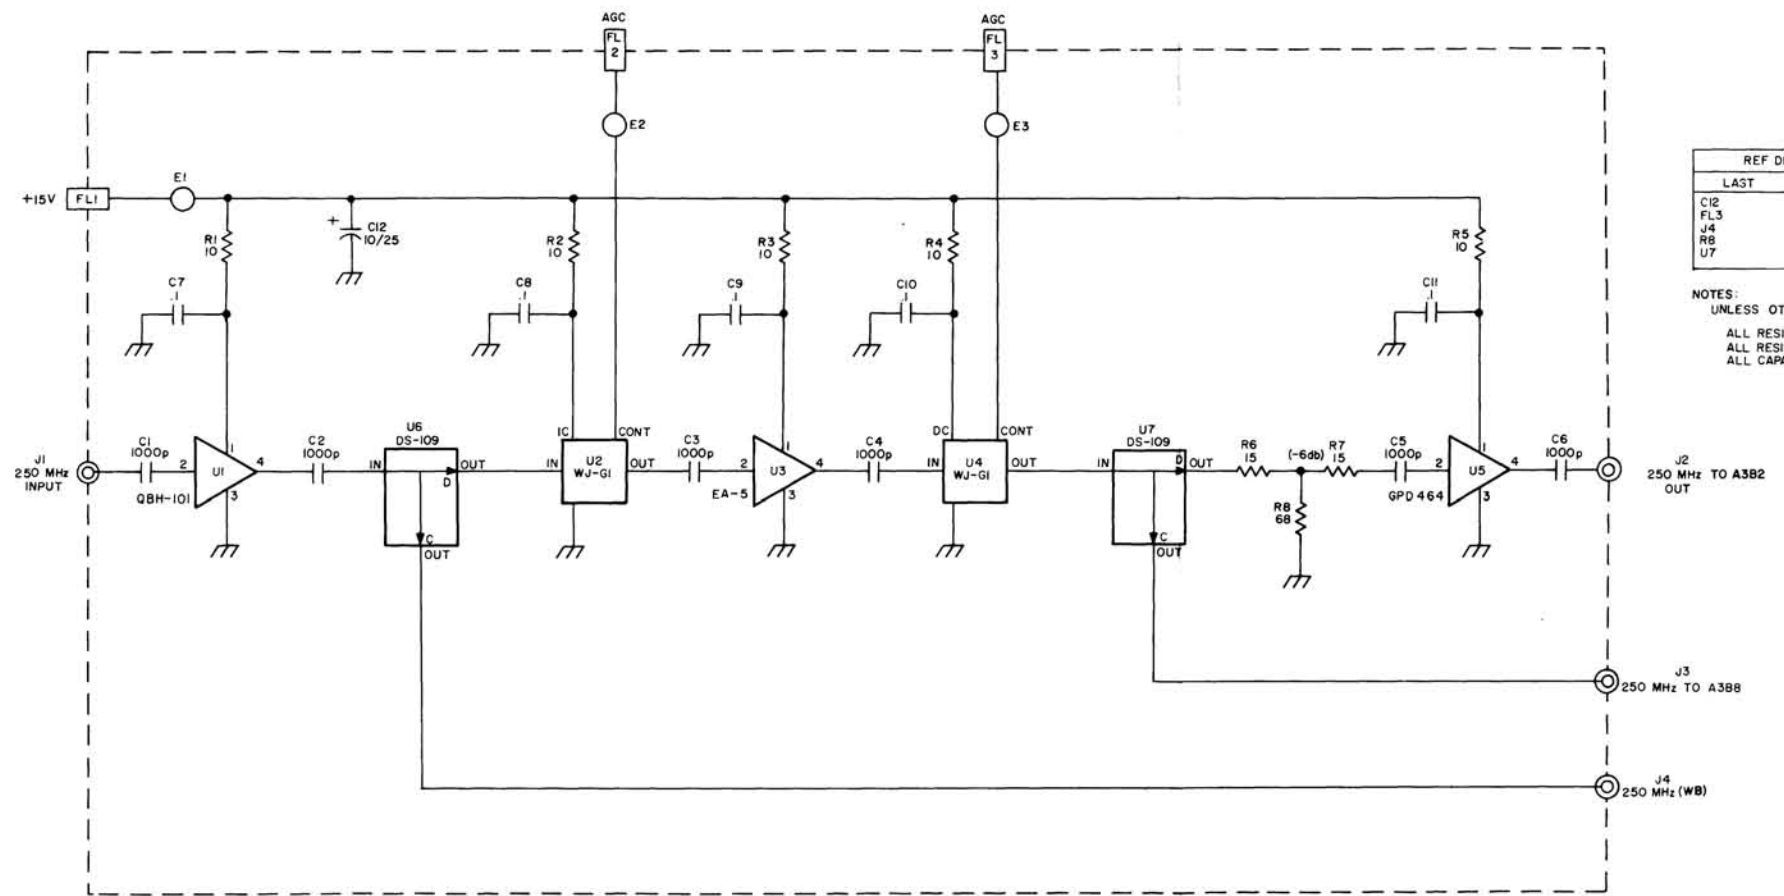 AGC
FL
2
AGC
FL
3
E2
E3
+15V
FL1
E1
+
C12
10/25
R1
10
R2
10
R3
10
R4
10
R5
10
C7
.1
C8
.1
C9
.1
C10
.1
C11
.1
J1
250 MHz
INPUT
C1
1000p
2
U1
1
4
3
QBH-101
C2
1000p
U6
DS-109
IN
OUT
D
C
OUT
IC
CONT
IN
U2
WJ-G1
OUT
C3
1000p
2
U3
1
4
3
EA-5
C4
1000p
DC
CONT
IN
U4
WJ-G1
OUT
U7
DS-109
IN
D
OUT
C
OUT
R6
15
(-6db)
R7
15
R8
68
C5
1000p
2
U5
1
4
3
GPD 464
C6
1000p
J2
250 MHz TO A3B2
OUT
J3
250 MHz TO A3B8
J4
250 MHz (WB)
REF D
LAST
C12
FL3
J4
R8
U7
NOTES:
UNLESS OT
ALL RESI
ALL RESI
ALL CAPA